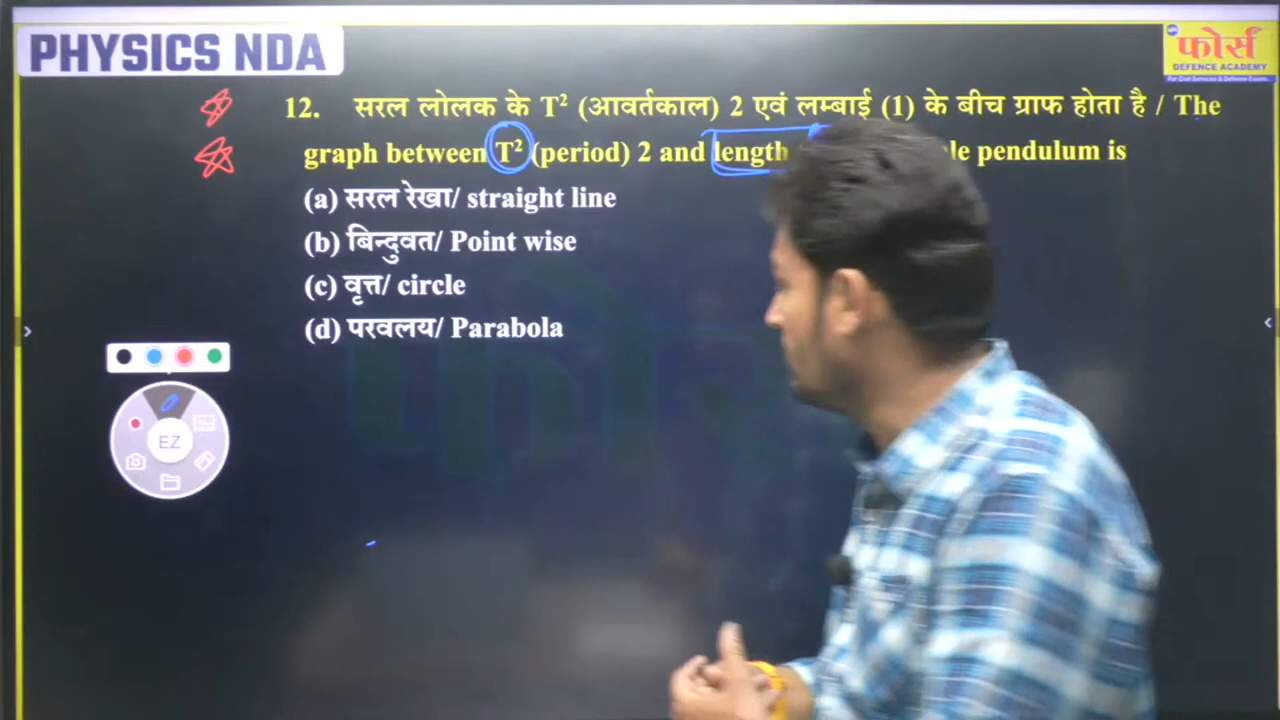 PHYSICS NDA
फोर्स
DEFENCE ACADEMY
12. सरल लोलक के T² (आवर्तकाल) 2 एवं लम्बाई (1) के बीच ग्राफ होता है / The
graph between T² (period) 2 and length le pendulum is
(a) सरल रेखा/ straight line
(b) बिन्दुवत/ Point wise
(c) वृत्त/ circle
(d) परवलय/ Parabola
EZ